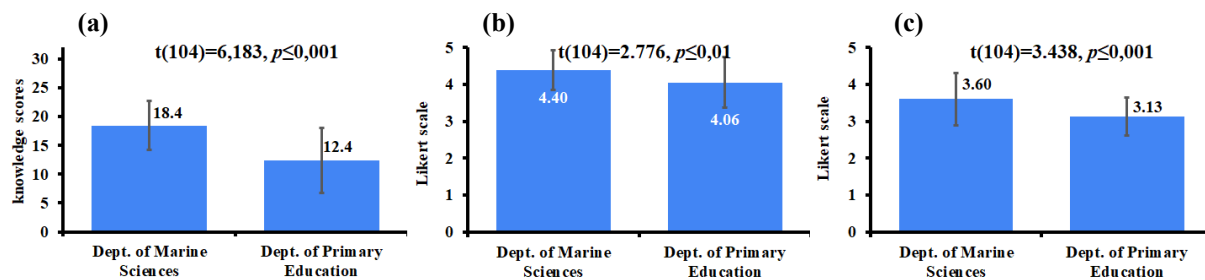 (a)
t(104)=6,183, p≤0,001
knowledge scores
30
25
20
15
10
5
0
18.4
12.4
Dept. of Marine
Sciences
Dept. of Primary
Education
(b)
t(104)=2.776, p≤0,01
Likert scale
5
4
3
2
1
0
4.40
4.06
Dept. of Marine
Sciences
Dept. of Primary
Education
(c)
t(104)=3.438, p≤0,001
Likert scale
5
4
3
2
1
0
3.60
3.13
Dept. of Marine
Sciences
Dept. of Primary
Education